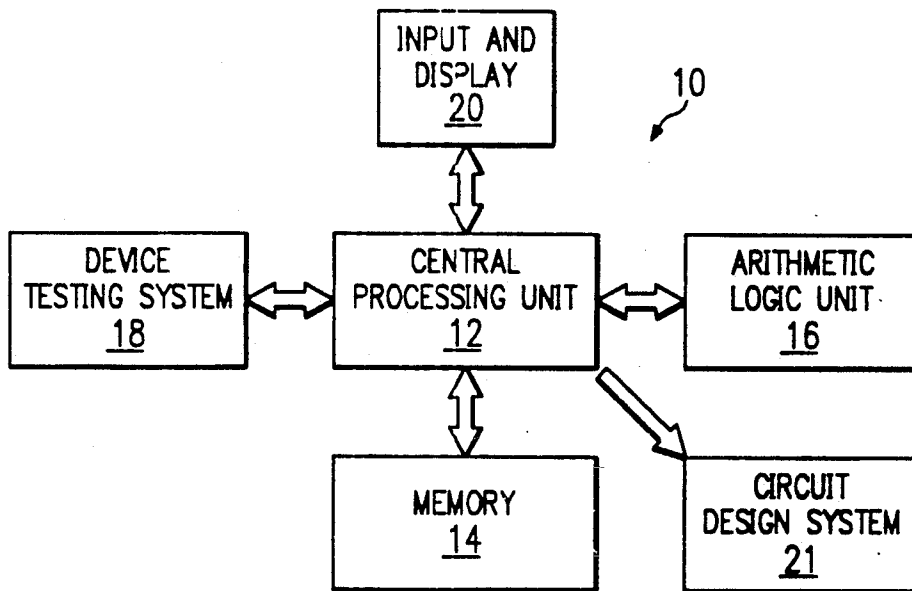 INPUT AND
DISPLAY
20
10
DEVICE
TESTING SYSTEM
18
CENTRAL
PROCESSING UNIT
12
ARITHMETIC
LOGIC UNIT
16
MEMORY
14
CIRCUIT
DESIGN SYSTEM
21